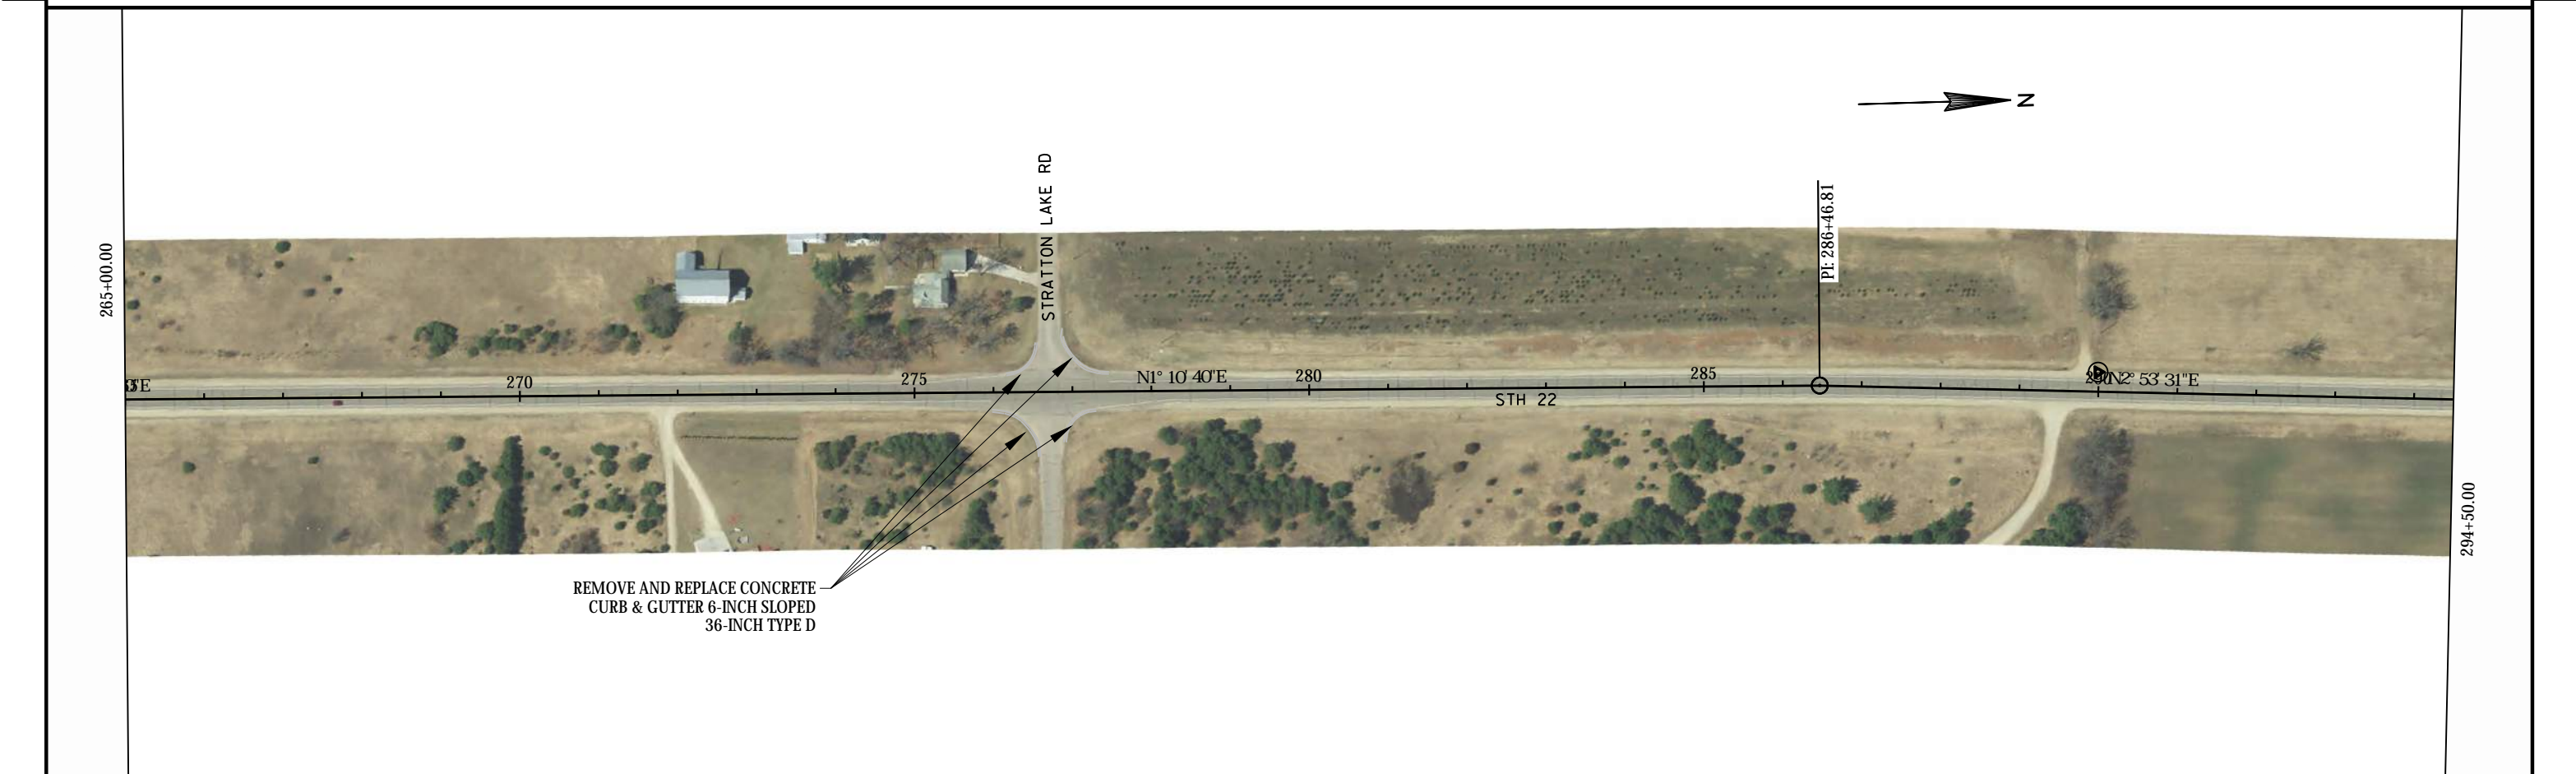 N
STRATTON LAKE RD
PI: 286+46.81
265+00.00
270
275
N1° 10' 40"E
280
285
N2° 53' 31"E
STH 22
294+50.00
REMOVE AND REPLACE CONCRETE
CURB & GUTTER 6-INCH SLOPED
36-INCH TYPE D